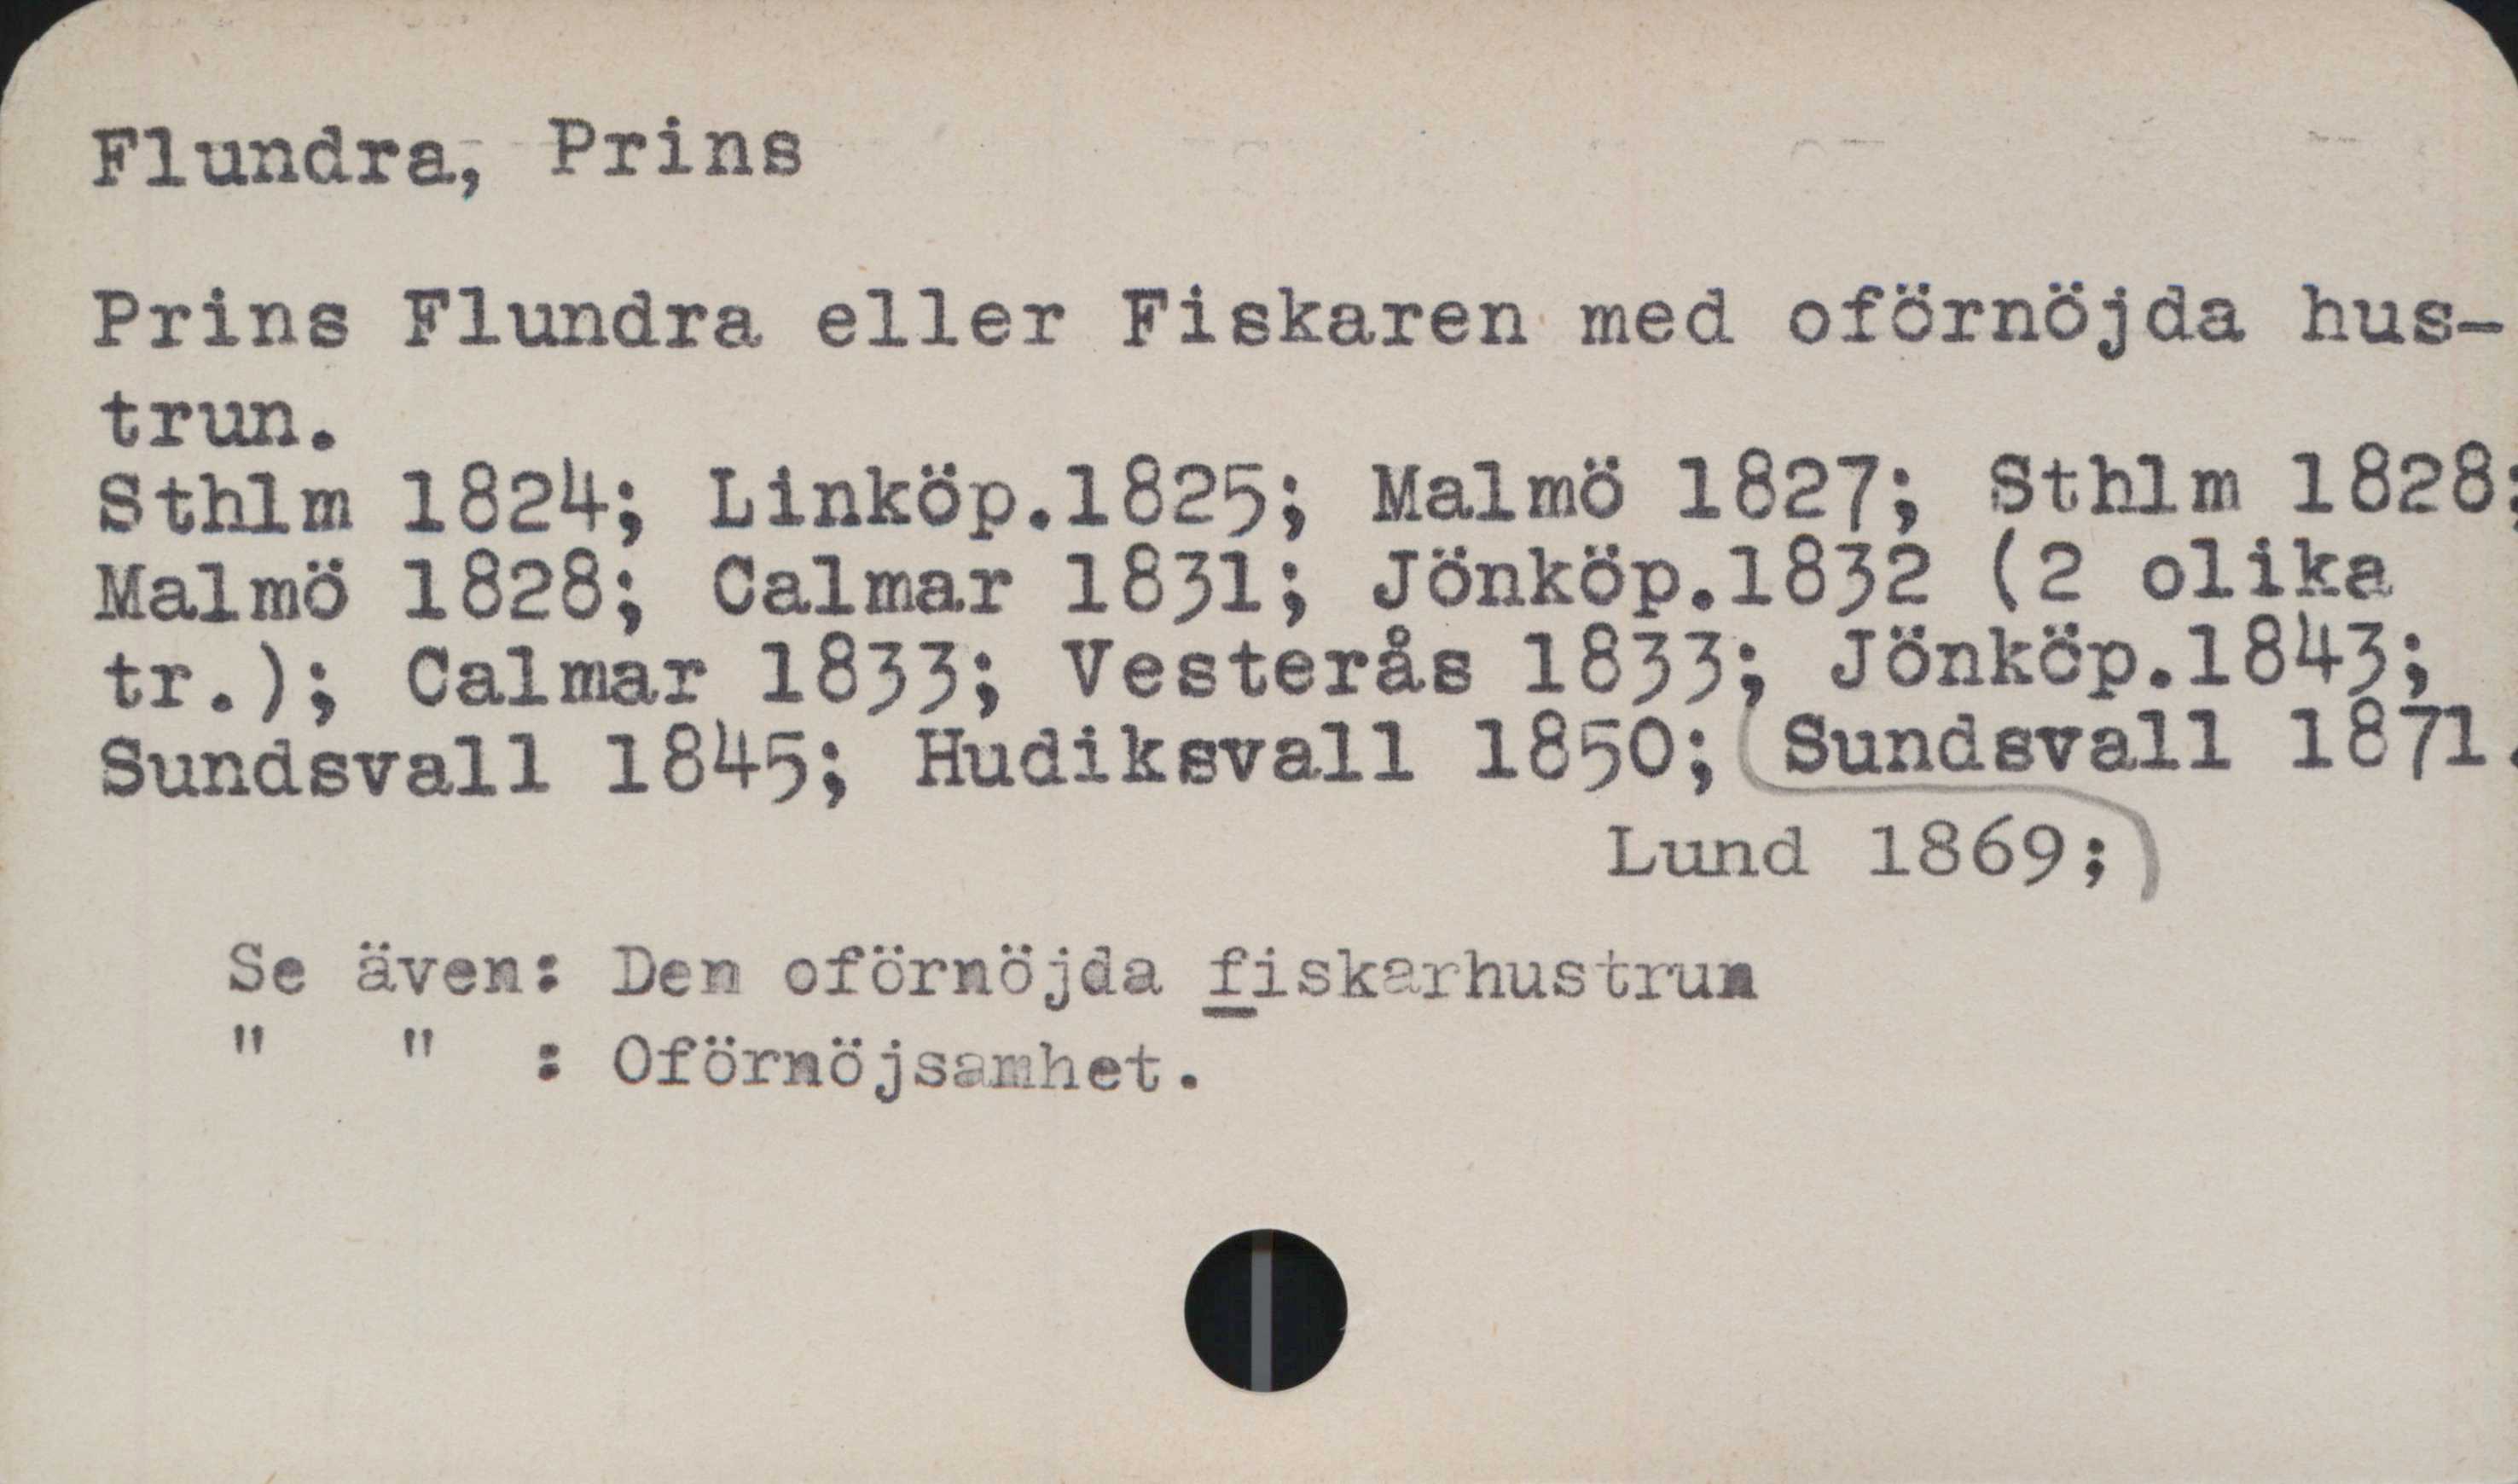 Flundra, Prins
Prins Flundra eller Fiskaren med oförnöjda hus-
trun.
Sthlm 1824; Linköp.1825; Malmö 1827; Sthlm 1828;
Malmö 1828; Calmar 1831; Jönköp.1832 (2 olika
tr.); Calmar 1833; Vesterås 1833; Jönköp.1843;
Sundsvall 1845; Hudiksvall 1850; Sundsvall 1871.
Lund 1869;
Se även: Den oförnöjda fiskarhustrun
" " : Oförnöjsamhet.